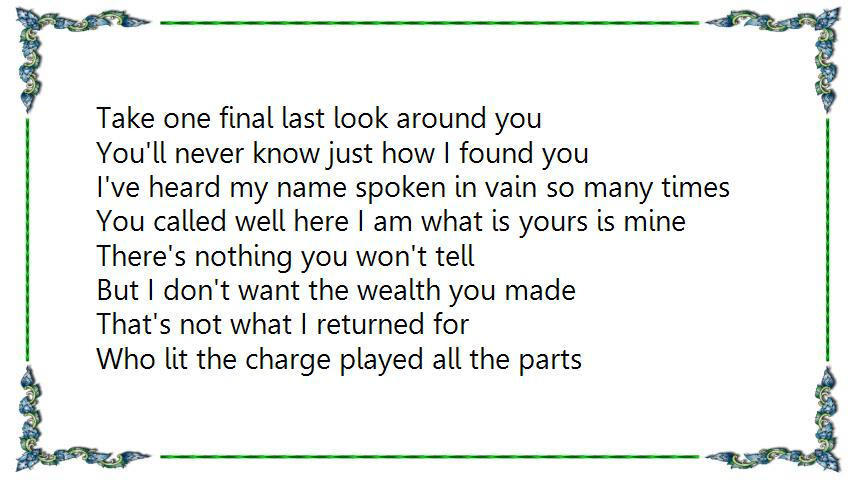 Take one final last look around you
You'll never know just how I found you
I've heard my name spoken in vain so many times
You called well here I am what is yours is mine
There's nothing you won't tell
But I don't want the wealth you made
That's not what I returned for
Who lit the charge played all the parts